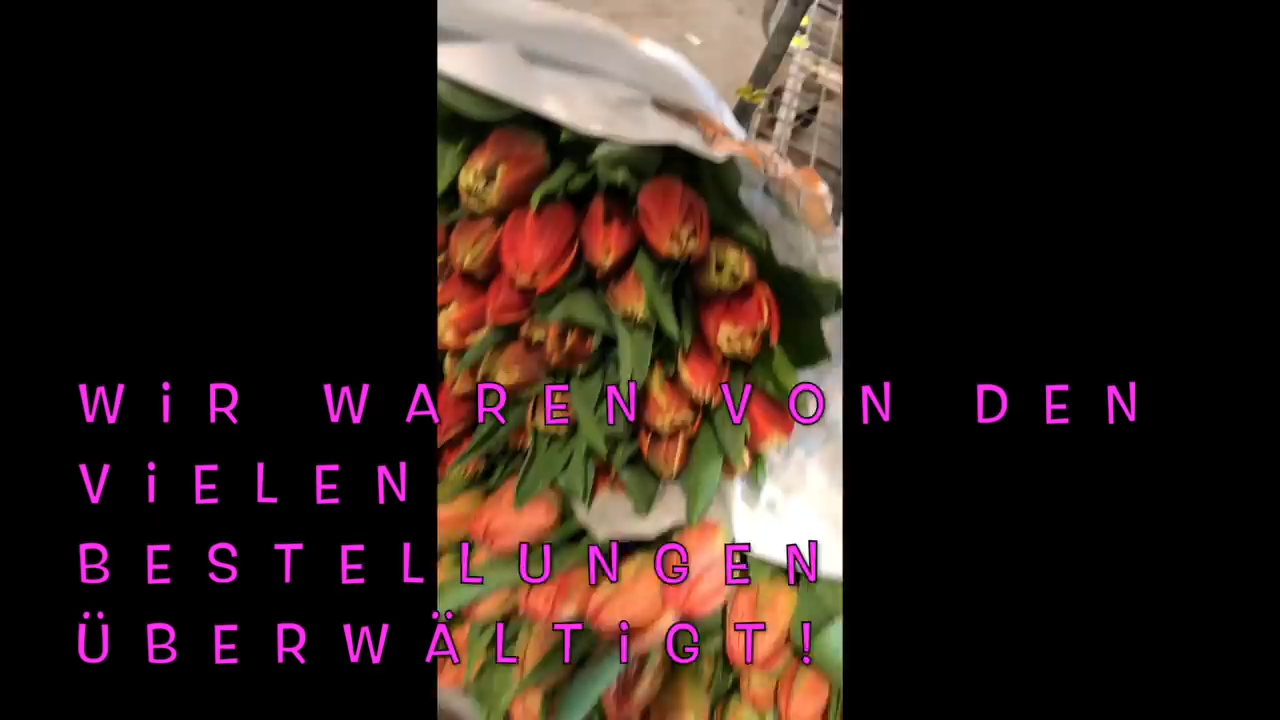 WiR WAREN VON DEN
ViELEN
BESTELLUNGEN
ÜBERWÄLTiGT!